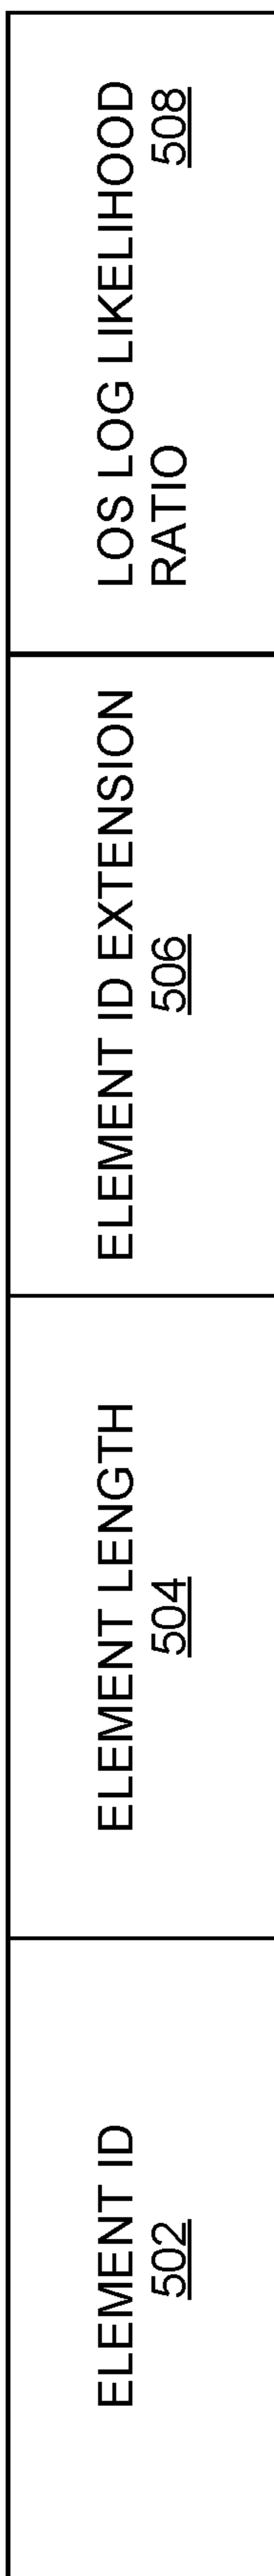 ELEMENT ID
502
ELEMENT LENGTH
504
ELEMENT ID EXTENSION
506
LOS LOG LIKELIHOOD
RATIO 508